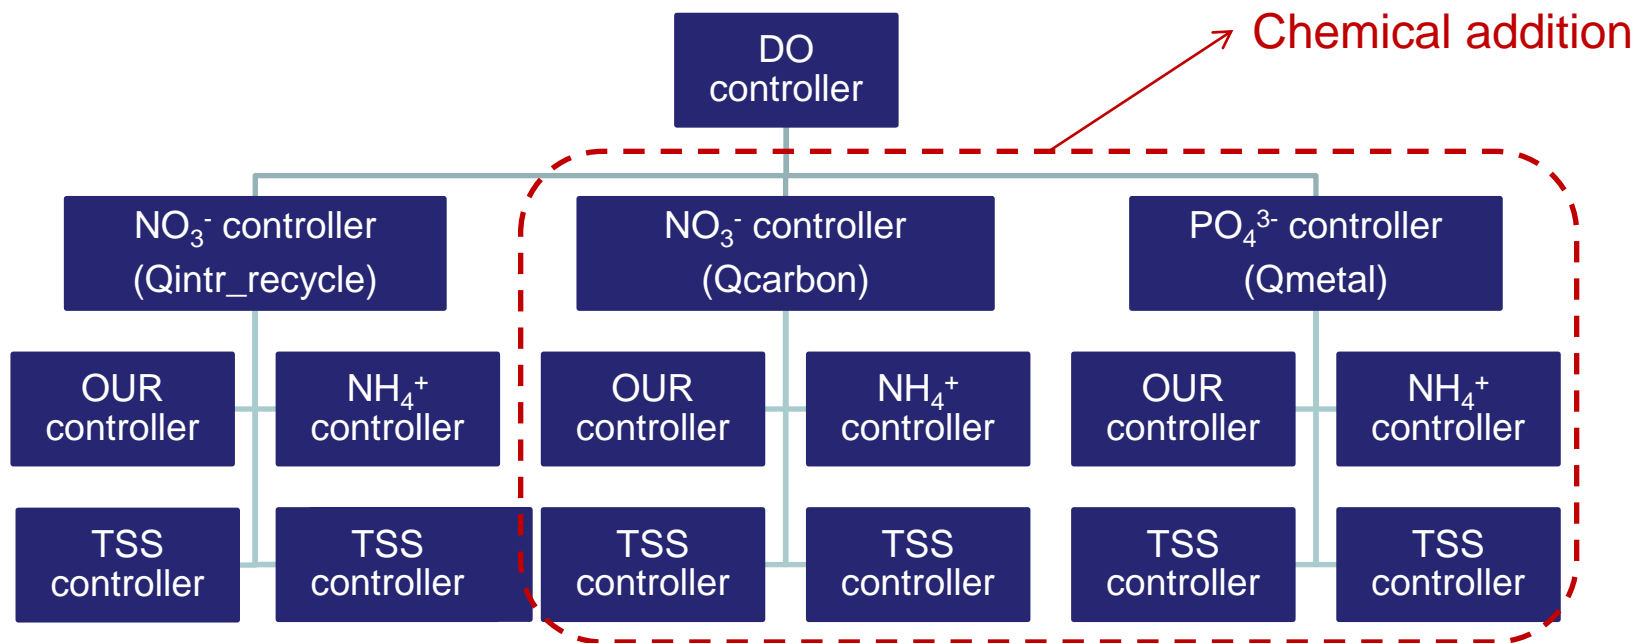 Chemical addition
DO
controller
NO₃⁻ controller
(Qintr_recycle)
NO₃⁻ controller
(Qcarbon)
PO₄³⁻ controller
(Qmetal)
OUR
controller
NH₄⁺
controller
OUR
controller
NH₄⁺
controller
OUR
controller
NH₄⁺
controller
TSS
controller
TSS
controller
TSS
controller
TSS
controller
TSS
controller
TSS
controller